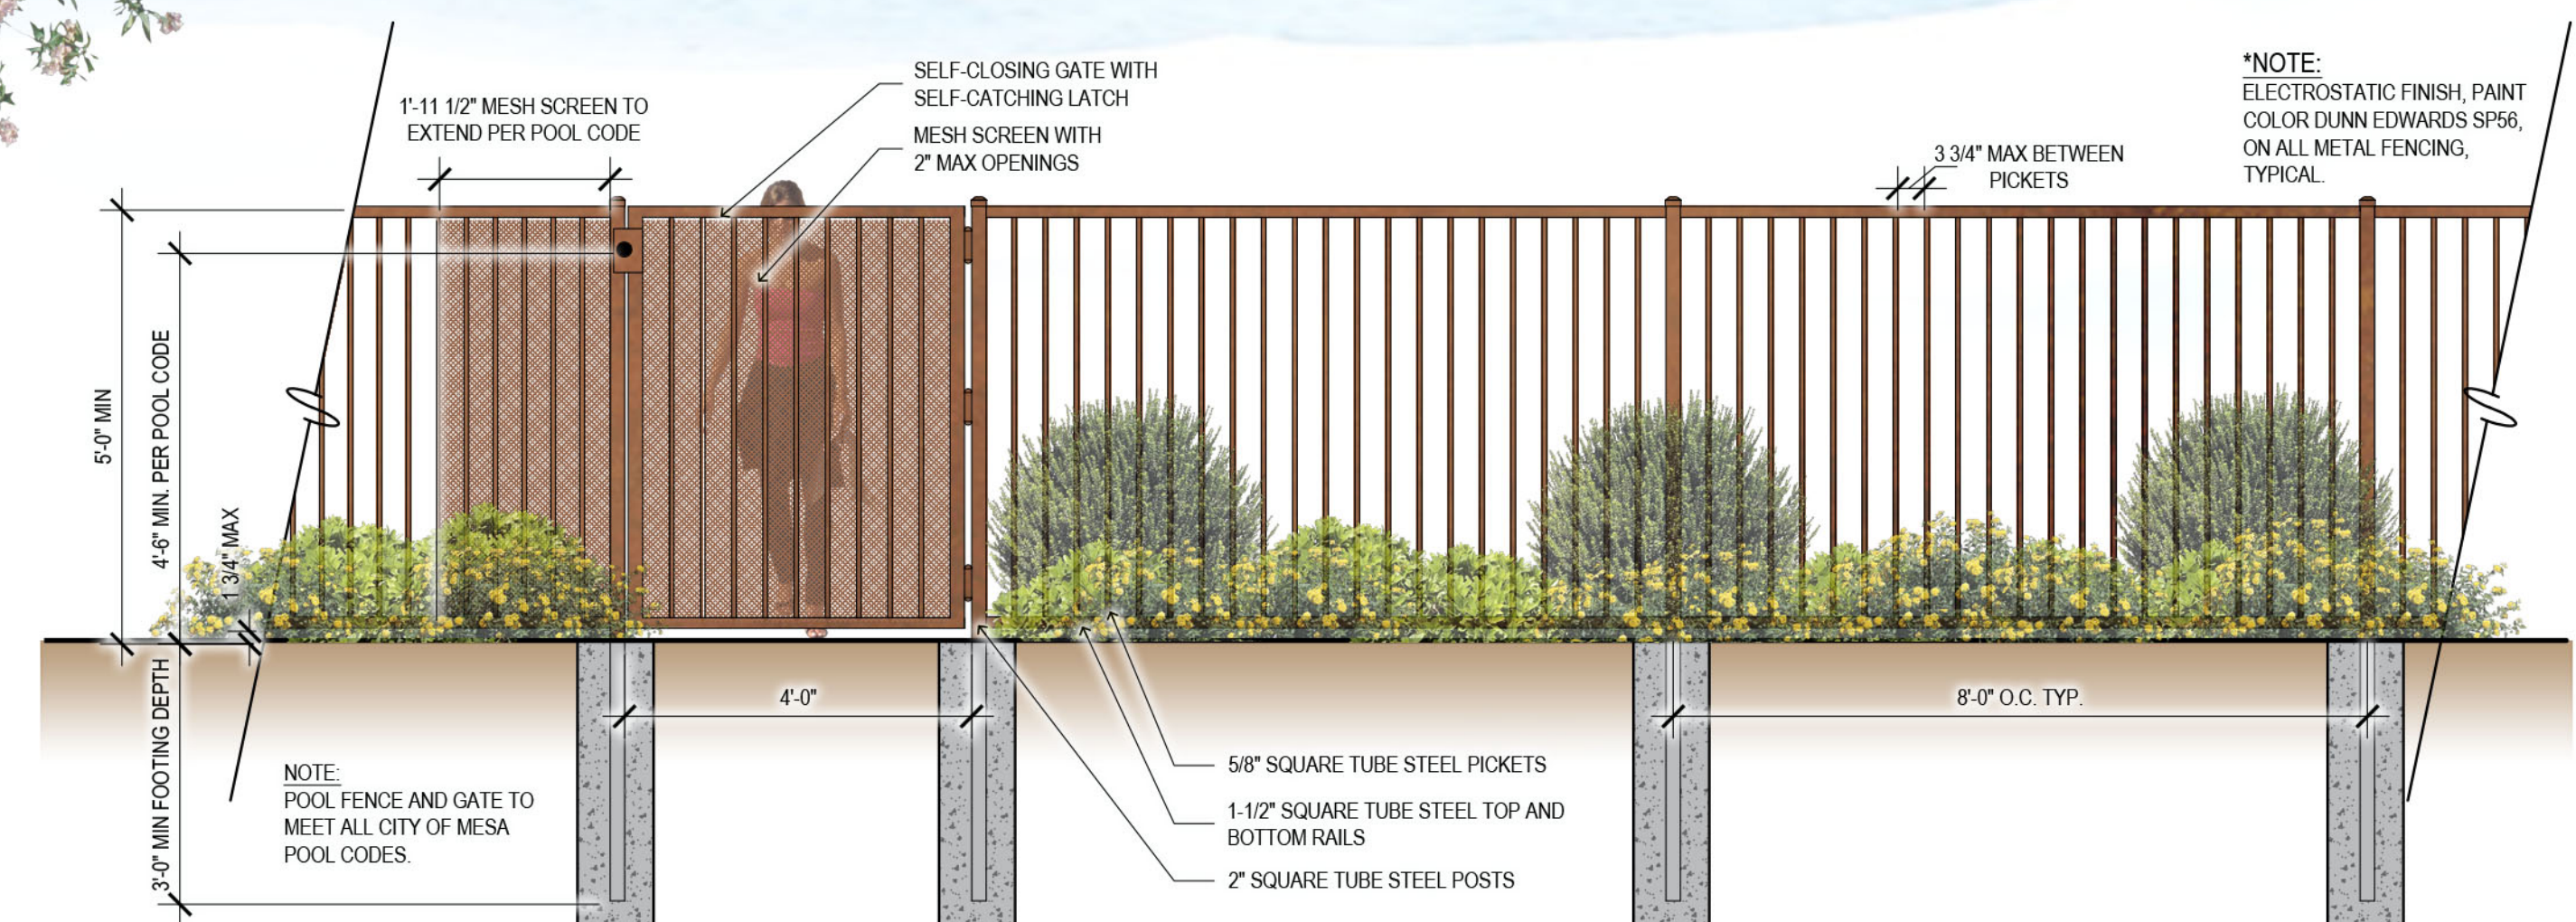 1'-11 1/2" MESH SCREEN TO
EXTEND PER POOL CODE
SELF-CLOSING GATE WITH
SELF-CATCHING LATCH
MESH SCREEN WITH
2" MAX OPENINGS
3 3/4" MAX BETWEEN
PICKETS
*NOTE:
ELECTROSTATIC FINISH, PAINT
COLOR DUNN EDWARDS SP56,
ON ALL METAL FENCING,
TYPICAL.
5'-0" MIN
4'-6" MIN. PER POOL CODE
1 3/4" MAX
3'-0" MIN FOOTING DEPTH
4'-0"
8'-0" O.C. TYP.
NOTE:
POOL FENCE AND GATE TO
MEET ALL CITY OF MESA
POOL CODES.
5/8" SQUARE TUBE STEEL PICKETS
1-1/2" SQUARE TUBE STEEL TOP AND
BOTTOM RAILS
2" SQUARE TUBE STEEL POSTS